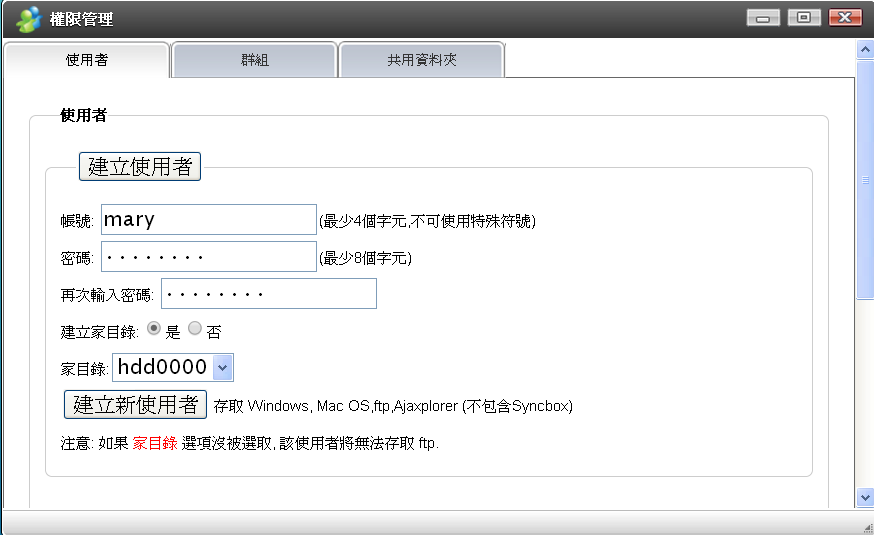 權限管理
使用者 群組 共用資料夾
使用者
建立使用者
帳號: mary (最少4個字元,不可使用特殊符號)
密碼: ········ (最少8個字元)
再次輸入密碼: ········
建立家目錄: 是 否
家目錄: hdd0000
建立新使用者 存取 Windows, Mac OS,ftp,Ajaxplorer (不包含Syncbox)
注意: 如果 家目錄 選項沒被選取, 該使用者將無法存取 ftp.